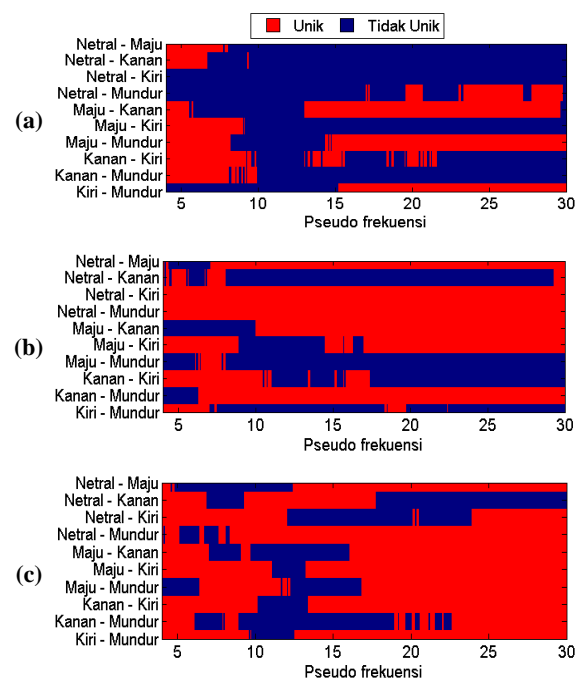 Unik Tidak Unik
(a)
Netral - Maju
Netral - Kanan
Netral - Kiri
Netral - Mundur
Maju - Kanan
Maju - Kiri
Maju - Mundur
Kanan - Kiri
Kanan - Mundur
Kiri - Mundur
5 10 15 20 25 30
Pseudo frekuensi
(b)
Netral - Maju
Netral - Kanan
Netral - Kiri
Netral - Mundur
Maju - Kanan
Maju - Kiri
Maju - Mundur
Kanan - Kiri
Kanan - Mundur
Kiri - Mundur
5 10 15 20 25 30
Pseudo frekuensi
(c)
Netral - Maju
Netral - Kanan
Netral - Kiri
Netral - Mundur
Maju - Kanan
Maju - Kiri
Maju - Mundur
Kanan - Kiri
Kanan - Mundur
Kiri - Mundur
5 10 15 20 25 30
Pseudo frekuensi